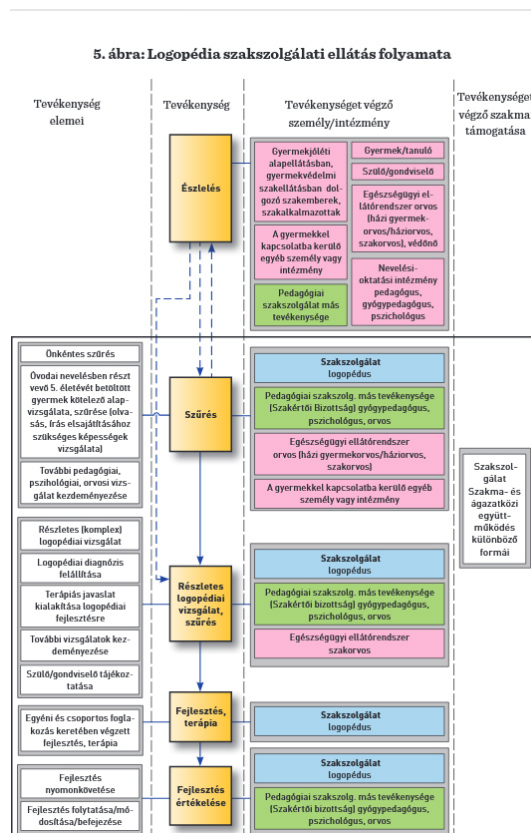 5. ábra: Logopédia szakszolgálati ellátás folyamata
Tevékenység
elemei
Tevékenység
Tevékenységet végző
személy/intézmény
Tevékenységet
végző szakma
támogatása
Észlelés
Gyermekjóléti
alapellátásban,
gyermekvédelmi
szakellátásban dol-
gozó szakemberek,
szakalkalmazottak
A gyermekkel
kapcsolatba kerülő
egyéb személy vagy
intézmény
Pedagógiai
szakszolgálat más
tevékenysége
Gyermek/tanuló
Szülő/gondviselő
Egészségügyi el-
látórendszer orvos
(házi gyermek-
orvos/háziorvos,
szakorvos), védőnő
Nevelési-
oktatási intézmény
pedagógus,
gyógypedagógus,
pszichológus
Önkéntes szűrés
Óvodai nevelésben részt
vevő 5. életévét betöltött
gyermek kötelező alap-
vizsgálata, szűrése (olva-
sás, írás elsajátításához
szükséges képességek
vizsgálata)
További pedagógiai,
pszihológiai, orvosi vizs-
gálat kezdeményezése
Szűrés
Szakszolgálat
logopédus
Pedagógiai szakszolg. más tevékenysége
(Szakértői Bizottság) gyógypedagógus,
pszichológus, orvos
Egészségügyi ellátórendszer
orvos (házi gyermekorvos/háziorvos,
szakorvos)
A gyermekkel kapcsolatba kerülő egyéb
személy vagy intézmény
Szakszol-
gálat
Szakma- és
ágazatközi
együtt-
működés
különböző
formái
Részletes (komplex)
logopédiai vizsgálat
Logopédiai diagnózis
felállítása
Terápiás javaslat
kialakítása logopédiai
fejlesztésre
További vizsgálatok kez-
deményezése
Szülő/gondviselő tájékoz-
tatása
Részletes
logopédiai
vizsgálat,
szűrés
Szakszolgálat
logopédus
Pedagógiai szakszolg. más tevékenysége
(Szakértői bizottság) gyógypedagógus,
pszichológus, orvos
Egészségügyi ellátórendszer
szakorvos
Egyéni és csoportos foglal-
kozás keretében végzett
fejlesztés, terápia
Fejlesztés,
terápia
Szakszolgálat
logopédus
Fejlesztés
nyomonkövetése
Fejlesztés folytatása/mó-
dosítása/befejezése
Fejlesztés
értékelése
Szakszolgálat
logopédus
Pedagógiai szakszolg. más tevékenysége
(Szakértői bizottság) gyógypedagógus,
pszichológus, orvos